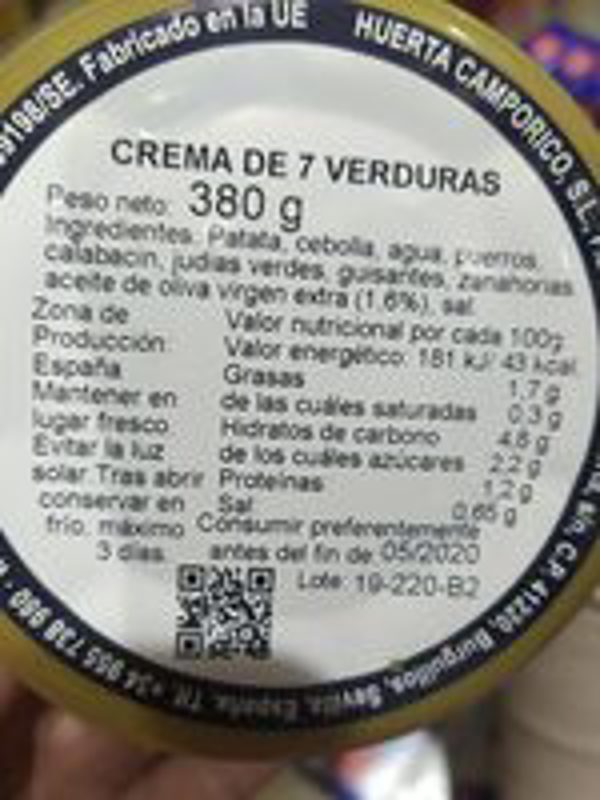 9198/SE. Fabricado en la UE
HUERTA CAMPORICO, S.L.
CREMA DE 7 VERDURAS
Peso neto: 380 g
Ingredientes: Patata, cebolla, agua, puerros,
calabacín, judías verdes, guisantes, zanahorias,
aceite de oliva virgen extra (1,6%), sal
Zona de
Producción:
España
Mantener en
lugar fresco
Evitar la luz
solar. Tras abrir
conservar en
frío, máximo
3 días
Valor nutricional por cada 100g
Valor energético: 181 kJ/ 43 kcal
Grasas 1,7 g
de las cuáles saturadas 0,3 g
Hidratos de carbono 4,8 g
de los cuáles azúcares 2,2 g
Proteínas 1,2 g
Sal 0,65 g
Consumir preferentemente
antes del fin de 05/2020
Lote: 19-220-B2
s/n, C.P. 41220, Burguillos, Sevilla, España. Tlf. +34 955 738 960